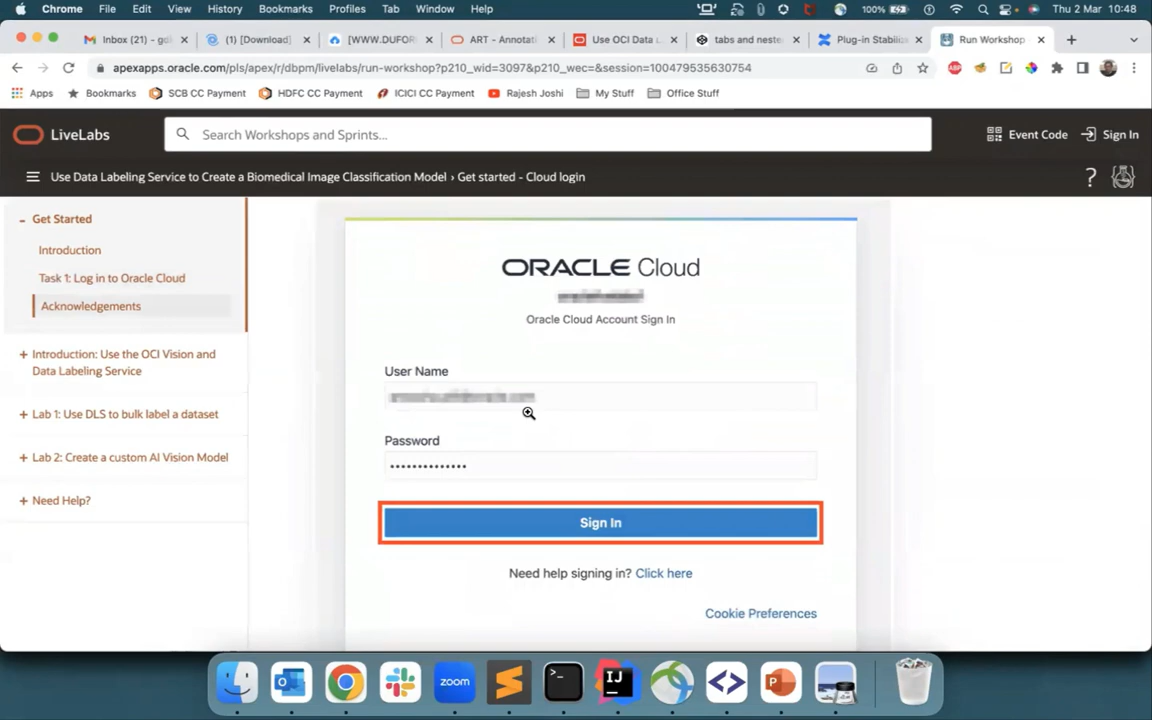 Chrome File Edit View History Bookmarks Profiles Tab Window Help 100% Thu 2 Mar 10:48
Inbox (21) - gdi (1) [Download] [WWW.DUFOR ART - Annotati Use OCI Data L tabs and neste Plug-in Stabiliz Run Workshop
apexapps.oracle.com/pls/apex/r/dbpm/livelabs/run-workshop?p210_wid=3097&p210_wec=&session=100479535630754
Apps Bookmarks SCB CC Payment HDFC CC Payment ICICI CC Payment Rajesh Joshi My Stuff Office Stuff
LiveLabs Search Workshops and Sprints... Event Code Sign In
Use Data Labeling Service to Create a Biomedical Image Classification Model › Get started - Cloud login ?
- Get Started
Introduction
Task 1: Log in to Oracle Cloud
Acknowledgements
+ Introduction: Use the OCI Vision and
Data Labeling Service
+ Lab 1: Use DLS to bulk label a dataset
+ Lab 2: Create a custom AI Vision Model
+ Need Help?
ORACLE Cloud
Oracle Cloud Account Sign In
User Name
Password
••••••••••••••
Sign In
Need help signing in? Click here
Cookie Preferences
zoom
IJ
P